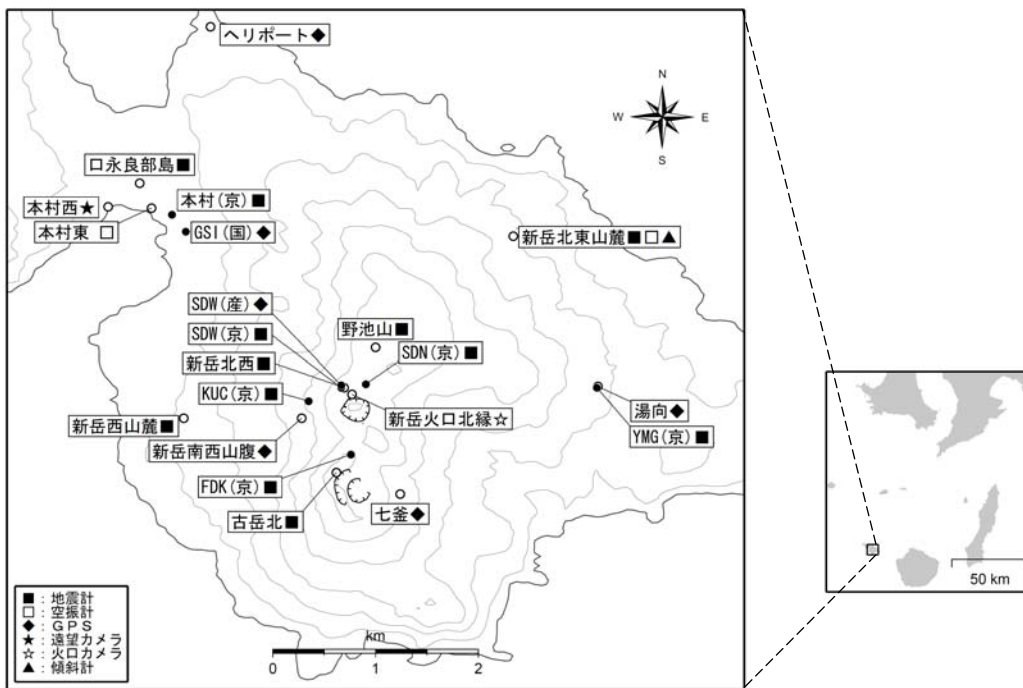 ヘリポート◆
N
W E
S
口永良部島■
本村(京)■
本村西★
本村東 □
GSI(国)◆
新岳北東山麓■□▲
SDW(産)◆
野池山■
SDW(京)■
SDN(京)■
新岳北西■
KUC(京)■
新岳火口北縁☆
湯向◆
新岳西山麓■
YMG(京)■
新岳南西山腹◆
FDK(京)■
七釜◆
古岳北■
■:地震計
□:空振計
◆:GPS
★:遠望カメラ
☆:火口カメラ
▲:傾斜計
km
0 1 2
50 km